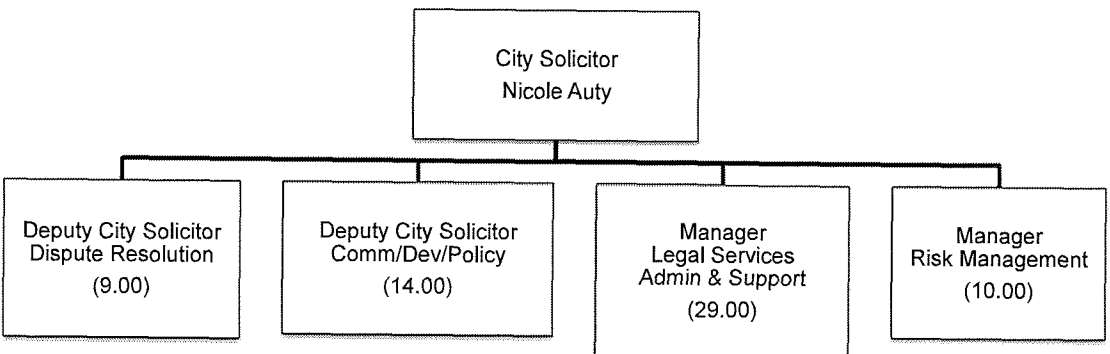 City Solicitor
Nicole Auty
Deputy City Solicitor
Dispute Resolution
(9.00)
Deputy City Solicitor
Comm/Dev/Policy
(14.00)
Manager
Legal Services
Admin & Support
(29.00)
Manager
Risk Management
(10.00)